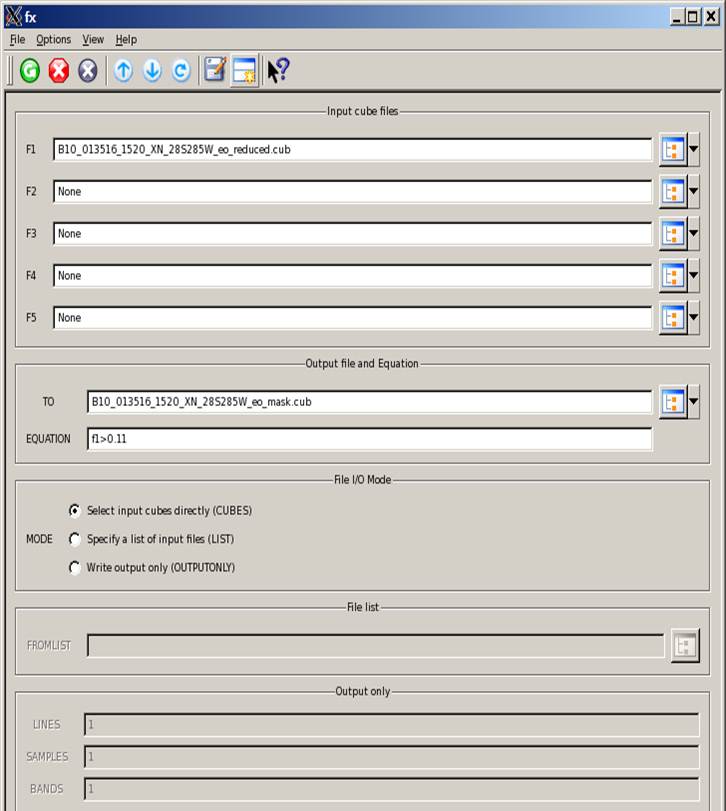 fx
File Options View Help
Input cube files
F1 B10_013516_1520_XN_28S285W_eo_reduced.cub
F2 None
F3 None
F4 None
F5 None
Output file and Equation
TO B10_013516_1520_XN_28S285W_eo_mask.cub
EQUATION f1>0.11
File I/O Mode
Select input cubes directly (CUBES)
MODE Specify a list of input files (LIST)
Write output only (OUTPUTONLY)
File list
FROMLIST
Output only
LINES 1
SAMPLES 1
BANDS 1